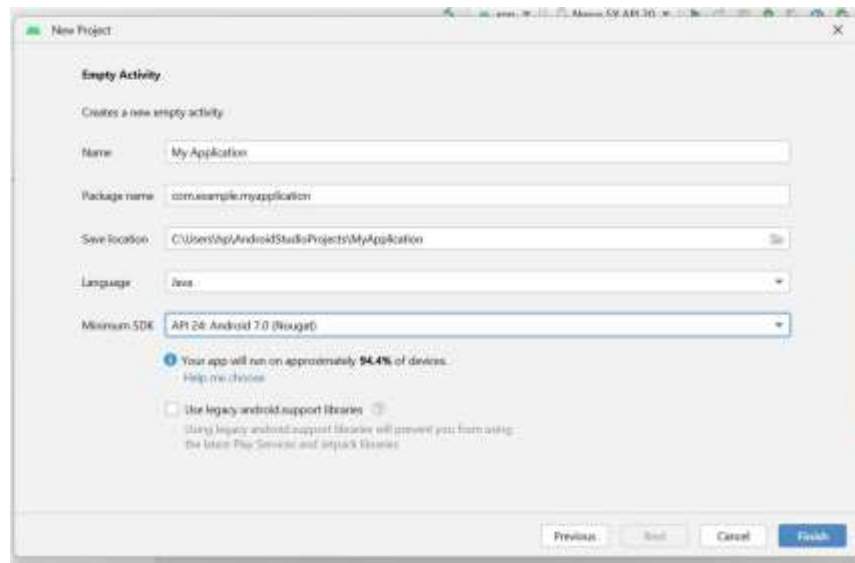 New Project
Empty Activity
Creates a new empty activity
Name
My Application
Package name
com.example.myapplication
Save location
C:\Users\hp\AndroidStudioProjects\MyApplication
Language
Java
Minimum SDK
API 24: Android 7.0 (Nougat)
Your app will run on approximately 94.4% of devices.
Help me choose
Use legacy android.support libraries
Using legacy android.support libraries will prevent you from using
the latest Play Services and Jetpack libraries
Previous
Next
Cancel
Finish